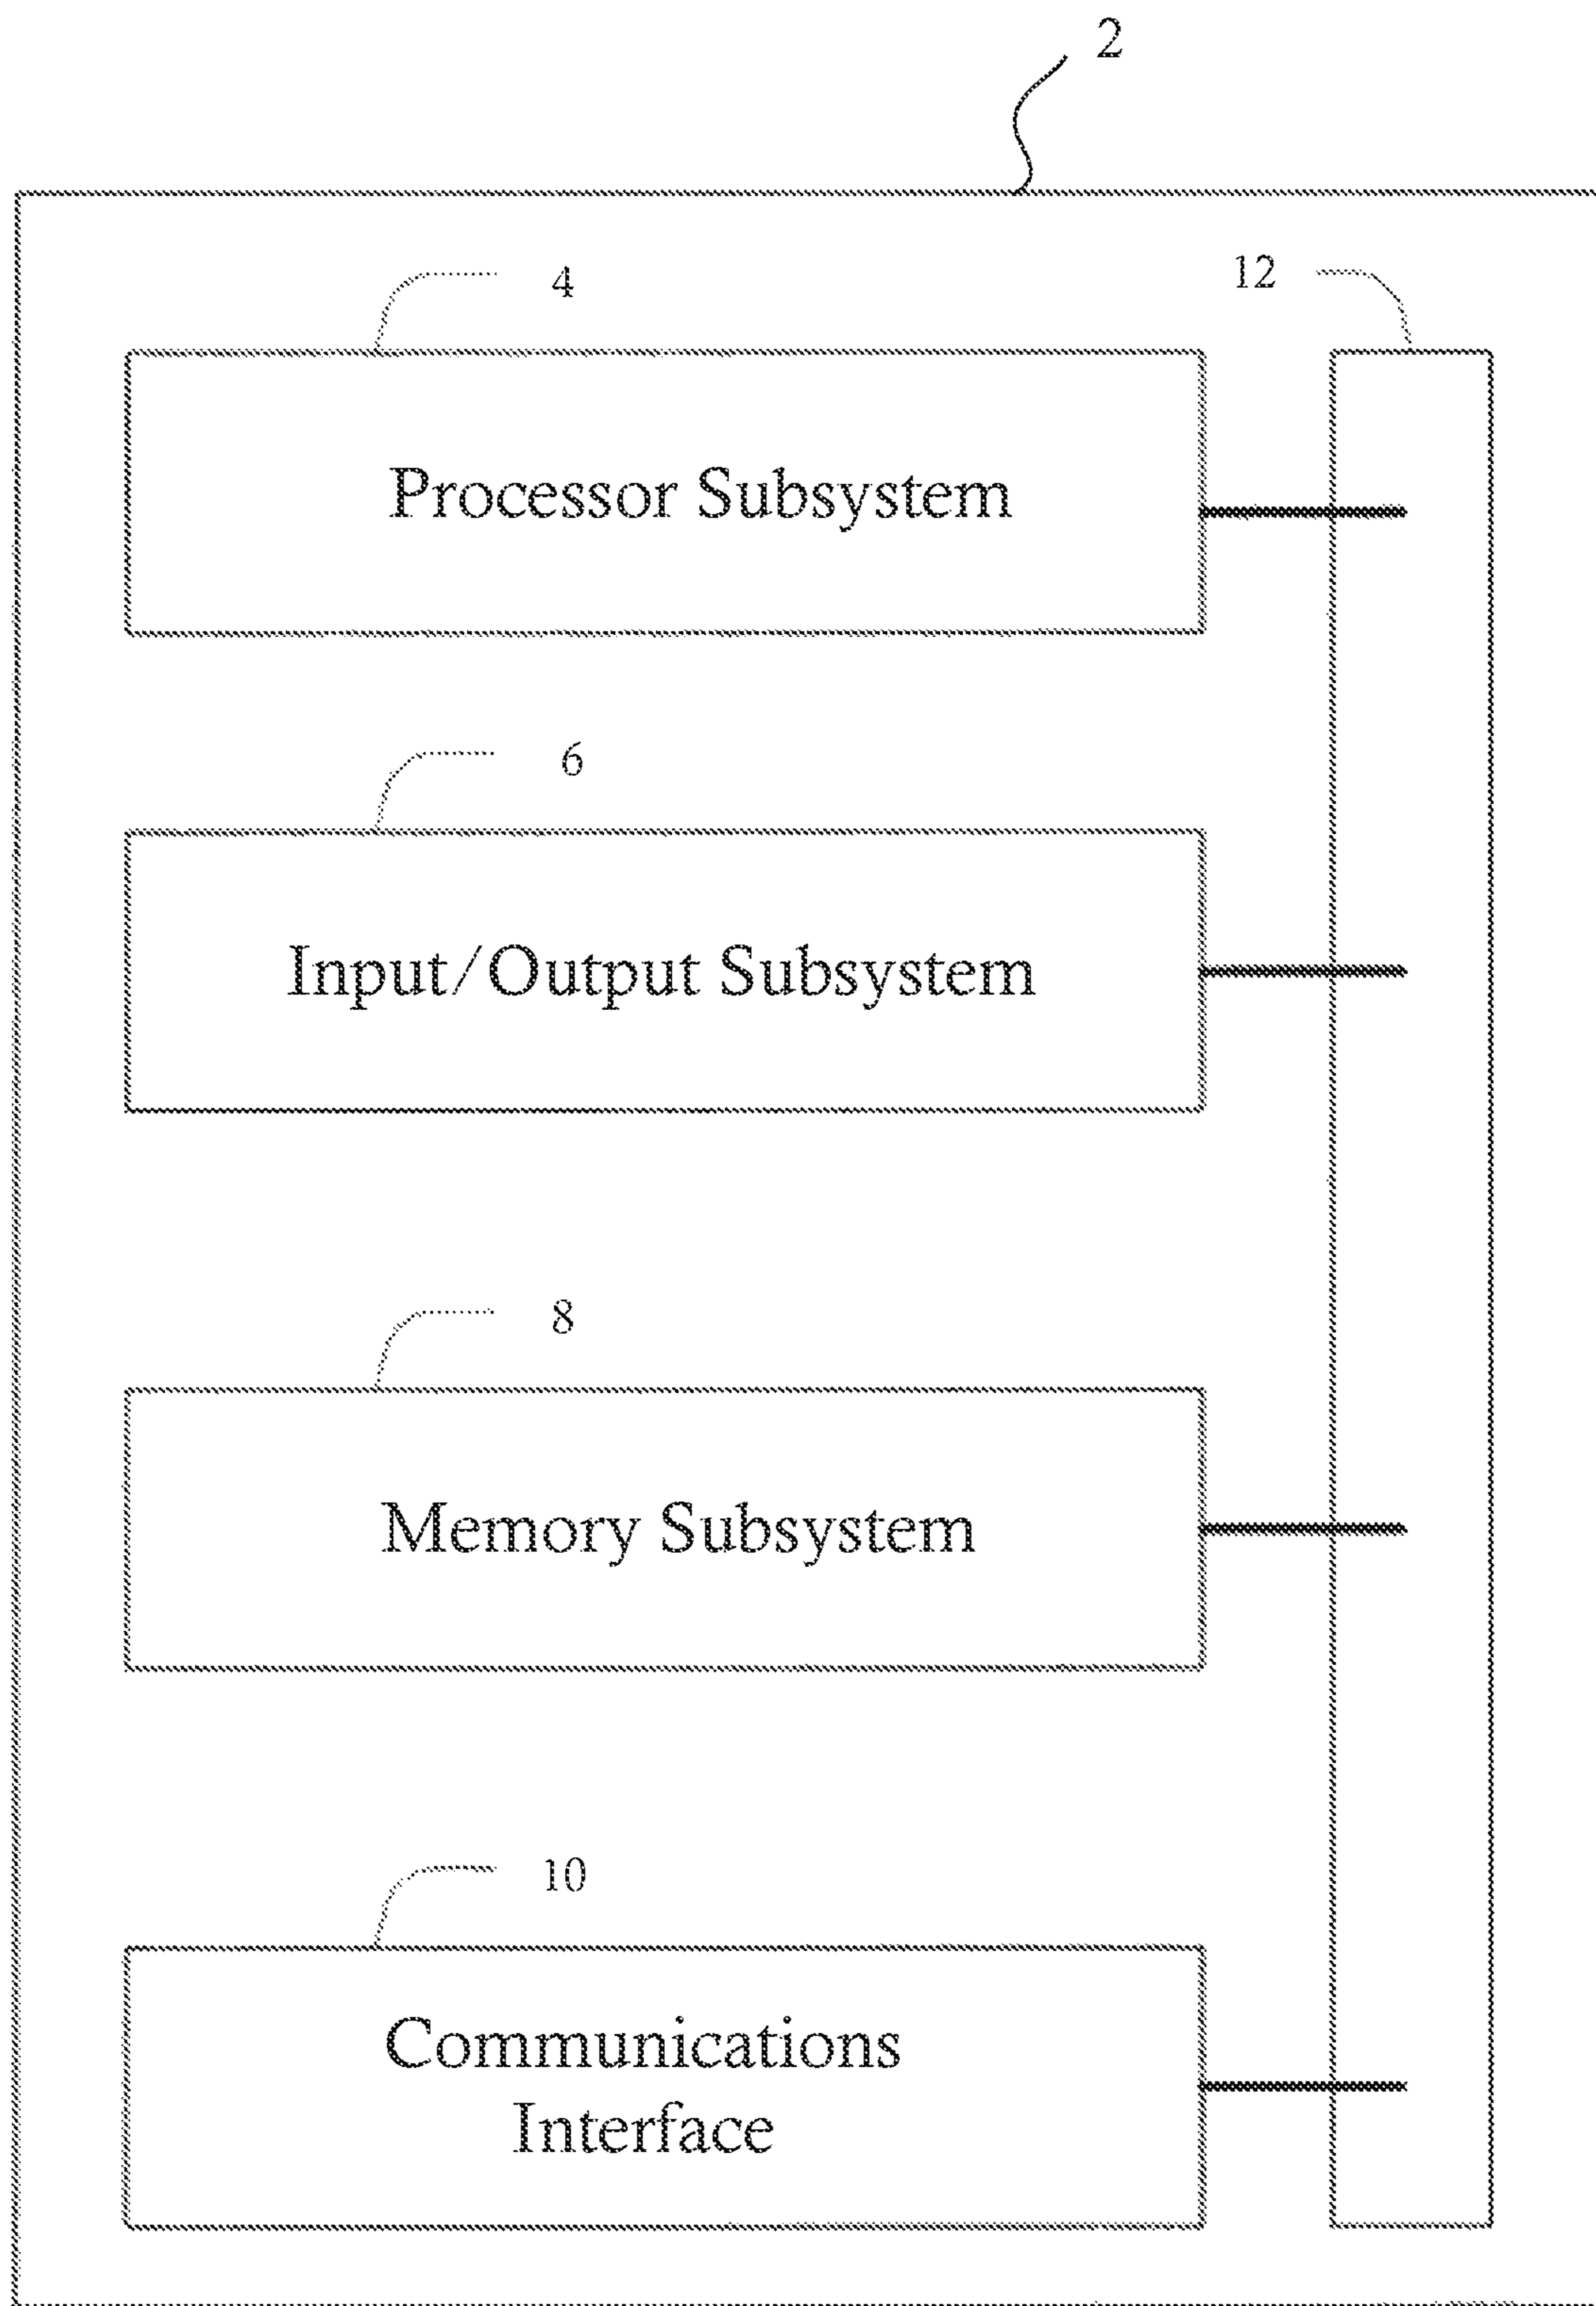 2
4
12
Processor Subsystem
6
Input/Output Subsystem
8
Memory Subsystem
10
Communications
Interface